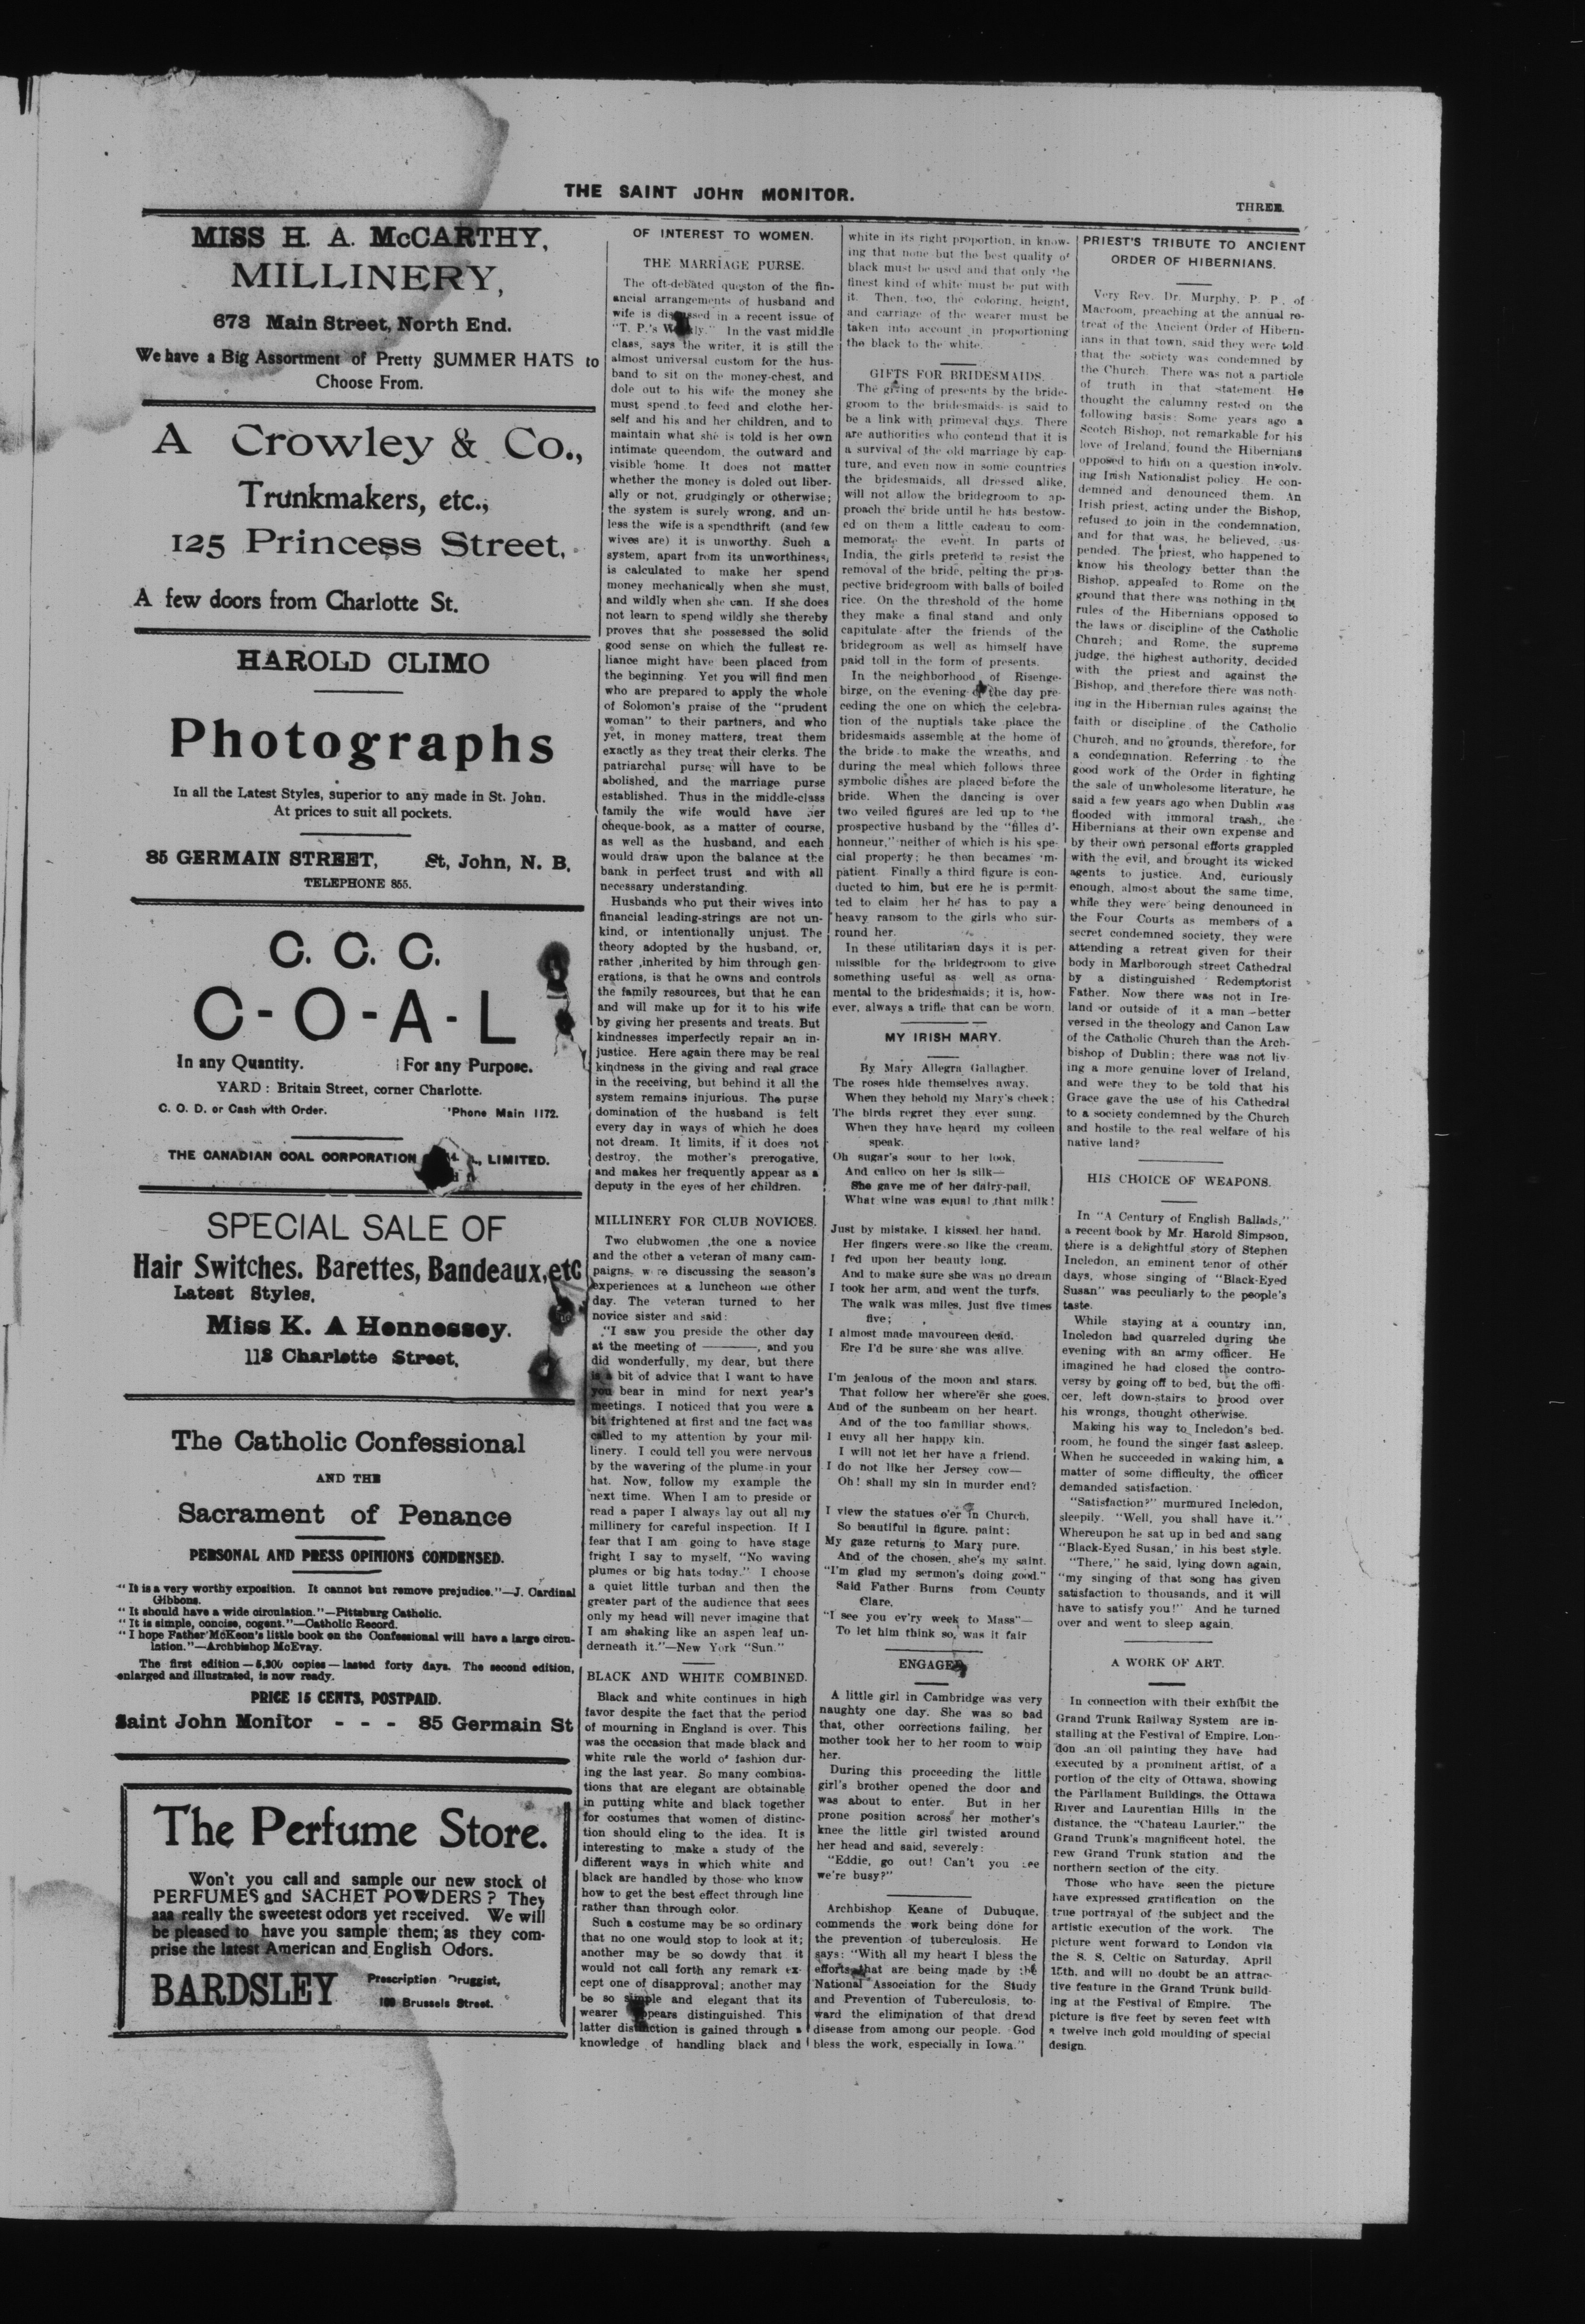 THE SAINT JOHN MONITOR.
THREE.
MISS H. A. McCARTHY,
MILLINERY,
673 Main Street, North End.
We have a Big Assortment of Pretty SUMMER HATS to
Choose From.
A Crowley & Co.,
Trunkmakers, etc.,
125 Princess Street.
A few doors from Charlotte St.
HAROLD CLIMO
Photographs
In all the Latest Styles, superior to any made in St. John.
At prices to suit all pockets.
85 GERMAIN STREET, St, John, N. B.
TELEPHONE 855.
C. C. C.
C-O-A-L
In any Quantity. For any Purpose.
YARD: Britain Street, corner Charlotte.
C. O. D. or Cash with Order. 'Phone Main 1172.
THE CANADIAN COAL CORPORATION LIMITED.
SPECIAL SALE OF
Hair Switches. Barettes, Bandeaux, etc
Latest Styles.
Miss K. A Hennessey.
118 Charlotte Street.
The Catholic Confessional
AND THE
Sacrament of Penance
PERSONAL AND PRESS OPINIONS CONDENSED.
"It is a very worthy exposition. It cannot but remove prejudice."—J. Cardinal
Gibbons.
"It should have a wide circulation."—Pittsburg Catholic.
"It is simple, concise, cogent."—Catholic Record.
"I hope Father McKeon's little book on the Confessional will have a large circu-
lation."—Archbishop McEvay.
The first edition—5,200 copies—lasted forty days. The second edition,
enlarged and illustrated, is now ready.
PRICE 15 CENTS, POSTPAID.
Saint John Monitor - - - 85 Germain St
The Perfume Store.
Won't you call and sample our new stock of
PERFUMES and SACHET POWDERS? They
aaa really the sweetest odors yet received. We will
be pleased to have you sample them; as they com-
prise the latest American and English Odors.
BARDSLEY Prescription Druggist,
109 Brussels Street.
OF INTEREST TO WOMEN.
THE MARRIAGE PURSE.
The oft-debated queston of the fin-
ancial arrangements of husband and
wife is discussed in a recent issue of
"T. P.'s Weekly." In the vast middle
class, says the writer, it is still the
almost universal custom for the hus-
band to sit on the money-chest, and
dole out to his wife the money she
must spend to feed and clothe her-
self and his and her children, and to
maintain what she is told is her own
intimate queendom, the outward and
visible home. It does not matter
whether the money is doled out liber-
ally or not, grudgingly or otherwise;
the system is surely wrong, and un-
less the wife is a spendthrift (and few
wives are) it is unworthy. Such a
system, apart from its unworthiness,
is calculated to make her spend
money mechanically when she must,
and wildly when she can. If she does
not learn to spend wildly she thereby
proves that she possessed the solid
good sense on which the fullest re-
liance might have been placed from
the beginning. Yet you will find men
who are prepared to apply the whole
of Solomon's praise of the "prudent
woman" to their partners, and who
yet, in money matters, treat them
exactly as they treat their clerks. The
patriarchal purse will have to be
abolished, and the marriage purse
established. Thus in the middle-class
family the wife would have her
cheque-book, as a matter of course,
as well as the husband, and each
would draw upon the balance at the
bank in perfect trust and with all
necessary understanding.
Husbands who put their wives into
financial leading-strings are not un-
kind, or intentionally unjust. The
theory adopted by the husband, or,
rather ,inherited by him through gen-
erations, is that he owns and controls
the family resources, but that he can
and will make up for it to his wife
by giving her presents and treats. But
kindnesses imperfectly repair an in-
justice. Here again there may be real
kindness in the giving and real grace
in the receiving, but behind it all the
system remains injurious. The purse
domination of the husband is felt
every day in ways of which he does
not dream. It limits, if it does not
destroy, the mother's prerogative,
and makes her frequently appear as a
deputy in the eyes of her children.
MILLINERY FOR CLUB NOVICES.
Two clubwomen ,the one a novice
and the other a veteran of many cam-
paigns, were discussing the season's
experiences at a luncheon the other
day. The veteran turned to her
novice sister and said:
"I saw you preside the other day
at the meeting of ———, and you
did wonderfully, my dear, but there
is a bit of advice that I want to have
you bear in mind for next year's
meetings. I noticed that you were a
bit frightened at first and tne fact was
called to my attention by your mil-
linery. I could tell you were nervous
by the wavering of the plume in your
hat. Now, follow my example the
next time. When I am to preside or
read a paper I always lay out all my
millinery for careful inspection. If I
fear that I am going to have stage
fright I say to myself, "No waving
plumes or big hats today." I choose
a quiet little turban and then the
greater part of the audience that sees
only my head will never imagine that
I am shaking like an aspen leaf un-
derneath it."—New York "Sun."
BLACK AND WHITE COMBINED.
Black and white continues in high
favor despite the fact that the period
of mourning in England is over. This
was the occasion that made black and
white rule the world of fashion dur-
ing the last year. So many combina-
tions that are elegant are obtainable
in putting white and black together
for costumes that women of distinc-
tion should cling to the idea. It is
interesting to make a study of the
different ways in which white and
black are handled by those who know
how to get the best effect through line
rather than through color.
Such a costume may be so ordinary
that no one would stop to look at it;
another may be so dowdy that it
would not call forth any remark ex-
cept one of disapproval; another may
be so simple and elegant that its
wearer appears distinguished. This
latter distinction is gained through a
knowledge of handling black and
white in its right proportion, in know-
ing that none but the best quality of
black must be used and that only the
finest kind of white must be put with
it. Then, too, the coloring, height,
and carriage of the wearer must be
taken into account in proportioning
the black to the white.
GIFTS FOR BRIDESMAIDS.
The giving of presents by the bride-
groom to the bridesmaids is said to
be a link with primeval days. There
are authorities who contend that it is
a survival of the old marriage by cap-
ture, and even now in some countries
the bridesmaids, all dressed alike,
will not allow the bridegroom to ap-
proach the bride until he has bestow-
ed on them a little cadeau to com-
memorate the event. In parts of
India, the girls pretend to resist the
removal of the bride, pelting the pros-
pective bridegroom with balls of boiled
rice. On the threshold of the home
they make a final stand and only
capitulate after the friends of the
bridegroom as well as himself have
paid toll in the form of presents.
In the neighborhood of Risenge-
birge, on the evening of the day pre-
ceding the one on which the celebra-
tion of the nuptials take place the
bridesmaids assemble at the home of
the bride to make the wreaths, and
during the meal which follows three
symbolic dishes are placed before the
bride. When the dancing is over
two veiled figures are led up to the
prospective husband by the "filles d'-
honneur," neither of which is his spe-
cial property; he then becames im-
patient. Finally a third figure is con-
ducted to him, but ere he is permit-
ted to claim her he has to pay a
heavy ransom to the girls who sur-
round her.
In these utilitarian days it is per-
missible for the bridegroom to give
something useful as well as orna-
mental to the bridesmaids; it is, how-
ever, always a trifle that can be worn.
MY IRISH MARY.
By Mary Allegra Gallagher.
The roses hide themselves away.
When they behold my Mary's cheek;
The birds regret they ever sung.
When they have heard my colleen
speak.
Oh sugar's sour to her look,
And calico on her is silk—
She gave me of her dairy-pail,
What wine was equal to that milk!
Just by mistake, I kissed her hand,
Her fingers were so like the cream,
I fed upon her beauty long,
And to make sure she was no dream
I took her arm, and went the turfs,
The walk was miles, just five times
five;
I almost made mavoureen dead,
Ere I'd be sure she was alive.
I'm jealous of the moon and stars.
That follow her where'er she goes,
And of the sunbeam on her heart.
And of the too familiar shows,
I envy all her happy kin.
I will not let her have a friend.
I do not like her Jersey cow—
Oh! shall my sin in murder end?
I view the statues o'er in Church,
So beautiful in figure, paint;
My gaze returns to Mary pure,
And of the chosen, she's my saint.
"I'm glad my sermon's doing good."
Said Father Burns from County
Clare,
"I see you ev'ry week to Mass"—
To let him think so, was it fair
ENGAGED.
A little girl in Cambridge was very
naughty one day. She was so bad
that, other corrections failing, her
mother took her to her room to whip
her.
During this proceeding the little
girl's brother opened the door and
was about to enter. But in her
prone position across her mother's
knee the little girl twisted around
her head and said, severely:
"Eddie, go out! Can't you see
we're busy?"
Archbishop Keane of Dubuque,
commends the work being done for
the prevention of tuberculosis. He
says: "With all my heart I bless the
efforts that are being made by the
National Association for the Study
and Prevention of Tuberculosis, to-
ward the elimination of that dread
disease from among our people. God
bless the work, especially in Iowa."
PRIEST'S TRIBUTE TO ANCIENT
ORDER OF HIBERNIANS.
Very Rev. Dr. Murphy, P. P. of
Macroom, preaching at the annual re-
treat of the Ancient Order of Hibern-
ians in that town, said they were told
that the society was condemned by
the Church. There was not a particle
of truth in that statement. He
thought the calumny rested on the
following basis: Some years ago a
Scotch Bishop, not remarkable for his
love of Ireland, found the Hibernians
opposed to him on a question involv-
ing Irish Nationalist policy. He con-
demned and denounced them. An
Irish priest, acting under the Bishop,
refused to join in the condemnation,
and for that was, he believed, sus-
pended. The priest, who happened to
know his theology better than the
Bishop, appealed to Rome on the
ground that there was nothing in the
rules of the Hibernians opposed to
the laws or discipline of the Catholic
Church; and Rome, the supreme
judge, the highest authority, decided
with the priest and against the
Bishop, and therefore there was noth-
ing in the Hibernian rules against the
faith or discipline of the Catholic
Church, and no grounds, therefore, for
a condemnation. Referring to the
good work of the Order in fighting
the sale of unwholesome literature, he
said a few years ago when Dublin was
flooded with immoral trash, the
Hibernians at their own expense and
by their own personal efforts grappled
with the evil, and brought its wicked
agents to justice. And, curiously
enough, almost about the same time,
while they were being denounced in
the Four Courts as members of a
secret condemned society, they were
attending a retreat given for their
body in Marlborough street Cathedral
by a distinguished Redemptorist
Father. Now there was not in Ire-
land or outside of it a man better
versed in the theology and Canon Law
of the Catholic Church than the Arch-
bishop of Dublin; there was not liv-
ing a more genuine lover of Ireland,
and were they to be told that his
Grace gave the use of his Cathedral
to a society condemned by the Church
and hostile to the real welfare of his
native land?
HIS CHOICE OF WEAPONS.
In "A Century of English Ballads,"
a recent book by Mr. Harold Simpson,
there is a delightful story of Stephen
Incledon, an eminent tenor of other
days, whose singing of "Black-Eyed
Susan" was peculiarly to the people's
taste.
While staying at a country inn,
Incledon had quarreled during the
evening with an army officer. He
imagined he had closed the contro-
versy by going off to bed, but the offi-
cer, left down-stairs to brood over
his wrongs, thought otherwise.
Making his way to Incledon's bed-
room, he found the singer fast asleep.
When he succeeded in waking him, a
matter of some difficulty, the officer
demanded satisfaction.
"Satisfaction?" murmured Incledon,
sleepily. "Well, you shall have it."
Whereupon he sat up in bed and sang
"Black-Eyed Susan,' in his best style.
"There," he said, lying down again,
"my singing of that song has given
satisfaction to thousands, and it will
have to satisfy you!" And he turned
over and went to sleep again.
A WORK OF ART.
In connection with their exhibit the
Grand Trunk Railway System are in-
stalling at the Festival of Empire, Lon-
don an oil painting they have had
executed by a prominent artist, of a
portion of the city of Ottawa, showing
the Parliament Buildings, the Ottawa
River and Laurentian Hills in the
distance, the "Chateau Laurier," the
Grand Trunk's magnificent hotel, the
new Grand Trunk station and the
northern section of the city.
Those who have seen the picture
have expressed gratification on the
true portrayal of the subject and the
artistic execution of the work. The
picture went forward to London via
the S. S. Celtic on Saturday, April
15th, and will no doubt be an attrac-
tive feature in the Grand Trunk build-
ing at the Festival of Empire. The
picture is five feet by seven feet with
a twelve inch gold moulding of special
design.